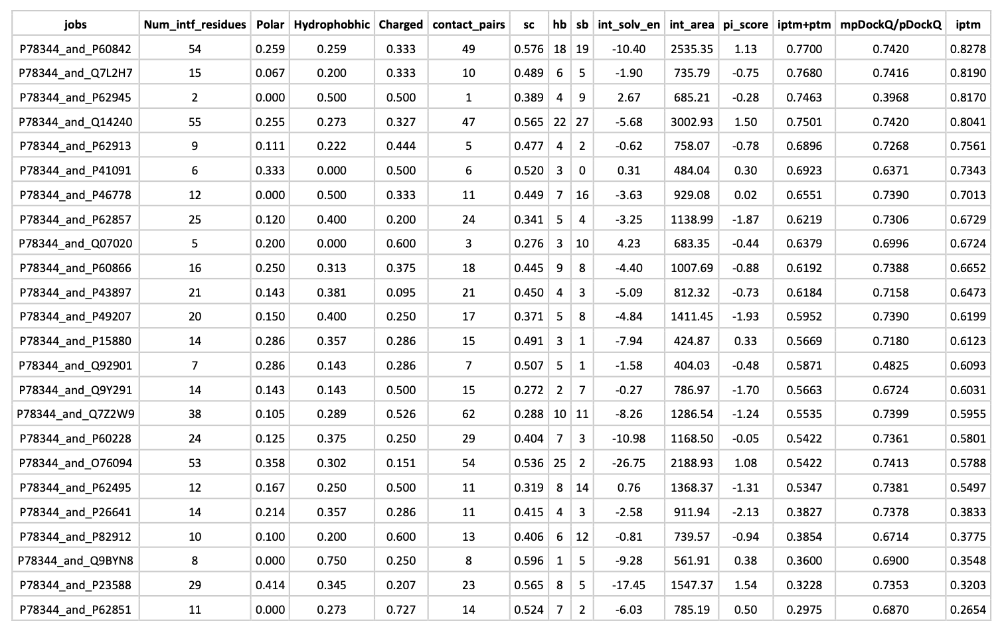 jobs Num_intf_residues Polar Hydrophobhic Charged contact_pairs sc hb sb int_solv_en int_area pi_score iptm+ptm mpDockQ/pDockQ iptm
P78344_and_P60842 54 0.259 0.259 0.333 49 0.576 18 19 -10.40 2535.35 1.13 0.7700 0.7420 0.8278
P78344_and_Q7L2H7 15 0.067 0.200 0.333 10 0.489 6 5 -1.90 735.79 -0.75 0.7680 0.7416 0.8190
P78344_and_P62945 2 0.000 0.500 0.500 1 0.389 4 9 2.67 685.21 -0.28 0.7463 0.3968 0.8170
P78344_and_Q14240 55 0.255 0.273 0.327 47 0.565 22 27 -5.68 3002.93 1.50 0.7501 0.7420 0.8041
P78344_and_P62913 9 0.111 0.222 0.444 5 0.477 4 2 -0.62 758.07 -0.78 0.6896 0.7268 0.7561
P78344_and_P41091 6 0.333 0.000 0.500 6 0.520 3 0 0.31 484.04 0.30 0.6923 0.6371 0.7343
P78344_and_P46778 12 0.000 0.500 0.333 11 0.449 7 16 -3.63 929.08 0.02 0.6551 0.7390 0.7013
P78344_and_P62857 25 0.120 0.400 0.200 24 0.341 5 4 -3.25 1138.99 -1.87 0.6219 0.7306 0.6729
P78344_and_Q07020 5 0.200 0.000 0.600 3 0.276 3 10 4.23 683.35 -0.44 0.6379 0.6996 0.6724
P78344_and_P60866 16 0.250 0.313 0.375 18 0.445 9 8 -4.40 1007.69 -0.88 0.6192 0.7388 0.6652
P78344_and_P43897 21 0.143 0.381 0.095 21 0.450 4 3 -5.09 812.32 -0.73 0.6184 0.7158 0.6473
P78344_and_P49207 20 0.150 0.400 0.250 17 0.371 5 8 -4.84 1411.45 -1.93 0.5952 0.7390 0.6199
P78344_and_P15880 14 0.286 0.357 0.286 15 0.491 3 1 -7.94 424.87 0.33 0.5669 0.7180 0.6123
P78344_and_Q92901 7 0.286 0.143 0.286 7 0.507 5 1 -1.58 404.03 -0.48 0.5871 0.4825 0.6093
P78344_and_Q9Y291 14 0.143 0.143 0.500 15 0.272 2 7 -0.27 786.97 -1.70 0.5663 0.6724 0.6031
P78344_and_Q7Z2W9 38 0.105 0.289 0.526 62 0.288 10 11 -8.26 1286.54 -1.24 0.5535 0.7399 0.5955
P78344_and_P60228 24 0.125 0.375 0.250 29 0.404 7 3 -10.98 1168.50 -0.05 0.5422 0.7361 0.5801
P78344_and_O76094 53 0.358 0.302 0.151 54 0.536 25 2 -26.75 2188.93 1.08 0.5422 0.7413 0.5788
P78344_and_P62495 12 0.167 0.250 0.500 11 0.319 8 14 0.76 1368.37 -1.31 0.5347 0.7381 0.5497
P78344_and_P26641 14 0.214 0.357 0.286 11 0.415 4 3 -2.58 911.94 -2.13 0.3827 0.7378 0.3833
P78344_and_P82912 10 0.100 0.200 0.600 13 0.406 6 12 -0.81 739.57 -0.94 0.3854 0.6714 0.3775
P78344_and_Q9BYN8 8 0.000 0.750 0.250 8 0.596 1 5 -9.28 561.91 0.38 0.3600 0.6900 0.3548
P78344_and_P23588 29 0.414 0.345 0.207 23 0.565 8 5 -17.45 1547.37 1.54 0.3228 0.7353 0.3203
P78344_and_P62851 11 0.000 0.273 0.727 14 0.524 7 2 -6.03 785.19 0.50 0.2975 0.6870 0.2654